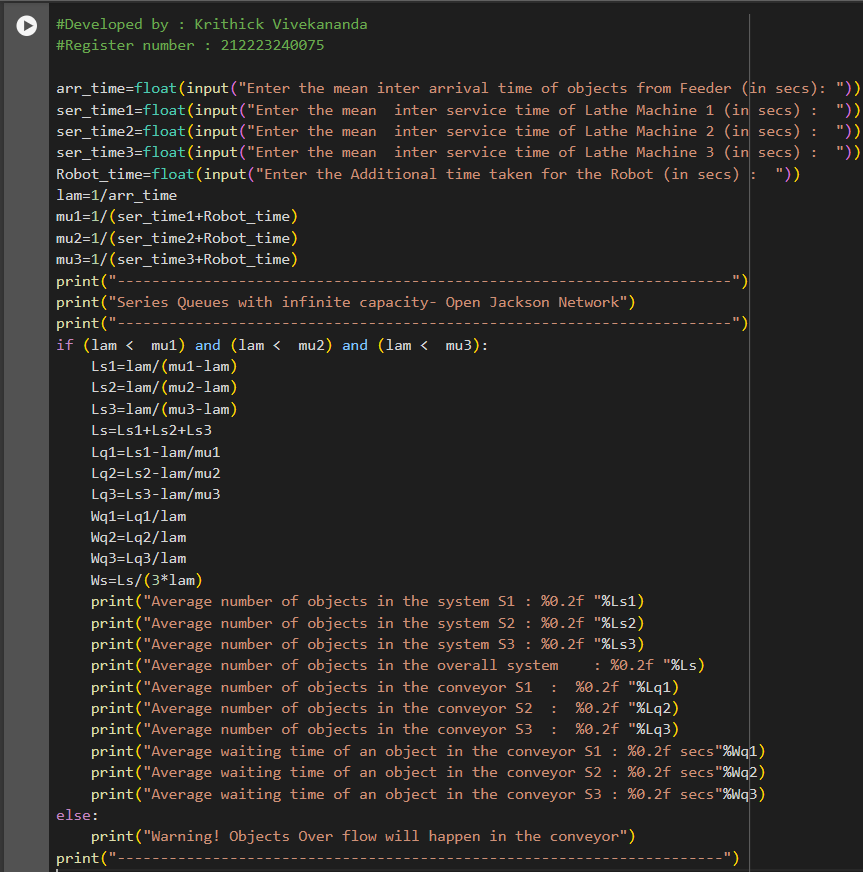 #Developed by : Krithick Vivekananda
#Register number : 212223240075

arr_time=float(input("Enter the mean inter arrival time of objects from Feeder (in secs): "))
ser_time1=float(input("Enter the mean  inter service time of Lathe Machine 1 (in secs) :  "))
ser_time2=float(input("Enter the mean  inter service time of Lathe Machine 2 (in secs) :  "))
ser_time3=float(input("Enter the mean  inter service time of Lathe Machine 3 (in secs) :  "))
Robot_time=float(input("Enter the Additional time taken for the Robot (in secs) :  "))
lam=1/arr_time
mu1=1/(ser_time1+Robot_time)
mu2=1/(ser_time2+Robot_time)
mu3=1/(ser_time3+Robot_time)
print("-----------------------------------------------------------------------")
print("Series Queues with infinite capacity- Open Jackson Network")
print("-----------------------------------------------------------------------")
if (lam <  mu1) and (lam <  mu2) and (lam <  mu3):
    Ls1=lam/(mu1-lam)
    Ls2=lam/(mu2-lam)
    Ls3=lam/(mu3-lam)
    Ls=Ls1+Ls2+Ls3
    Lq1=Ls1-lam/mu1
    Lq2=Ls2-lam/mu2
    Lq3=Ls3-lam/mu3
    Wq1=Lq1/lam
    Wq2=Lq2/lam
    Wq3=Lq3/lam
    Ws=Ls/(3*lam)
    print("Average number of objects in the system S1 : %0.2f "%Ls1)
    print("Average number of objects in the system S2 : %0.2f "%Ls2)
    print("Average number of objects in the system S3 : %0.2f "%Ls3)
    print("Average number of objects in the overall system    : %0.2f "%Ls)
    print("Average number of objects in the conveyor S1  :  %0.2f "%Lq1)
    print("Average number of objects in the conveyor S2  :  %0.2f "%Lq2)
    print("Average number of objects in the conveyor S3  :  %0.2f "%Lq3)
    print("Average waiting time of an object in the conveyor S1 : %0.2f secs"%Wq1)
    print("Average waiting time of an object in the conveyor S2 : %0.2f secs"%Wq2)
    print("Average waiting time of an object in the conveyor S3 : %0.2f secs"%Wq3)
else:
    print("Warning! Objects Over flow will happen in the conveyor")
print("----------------------------------------------------------------------")